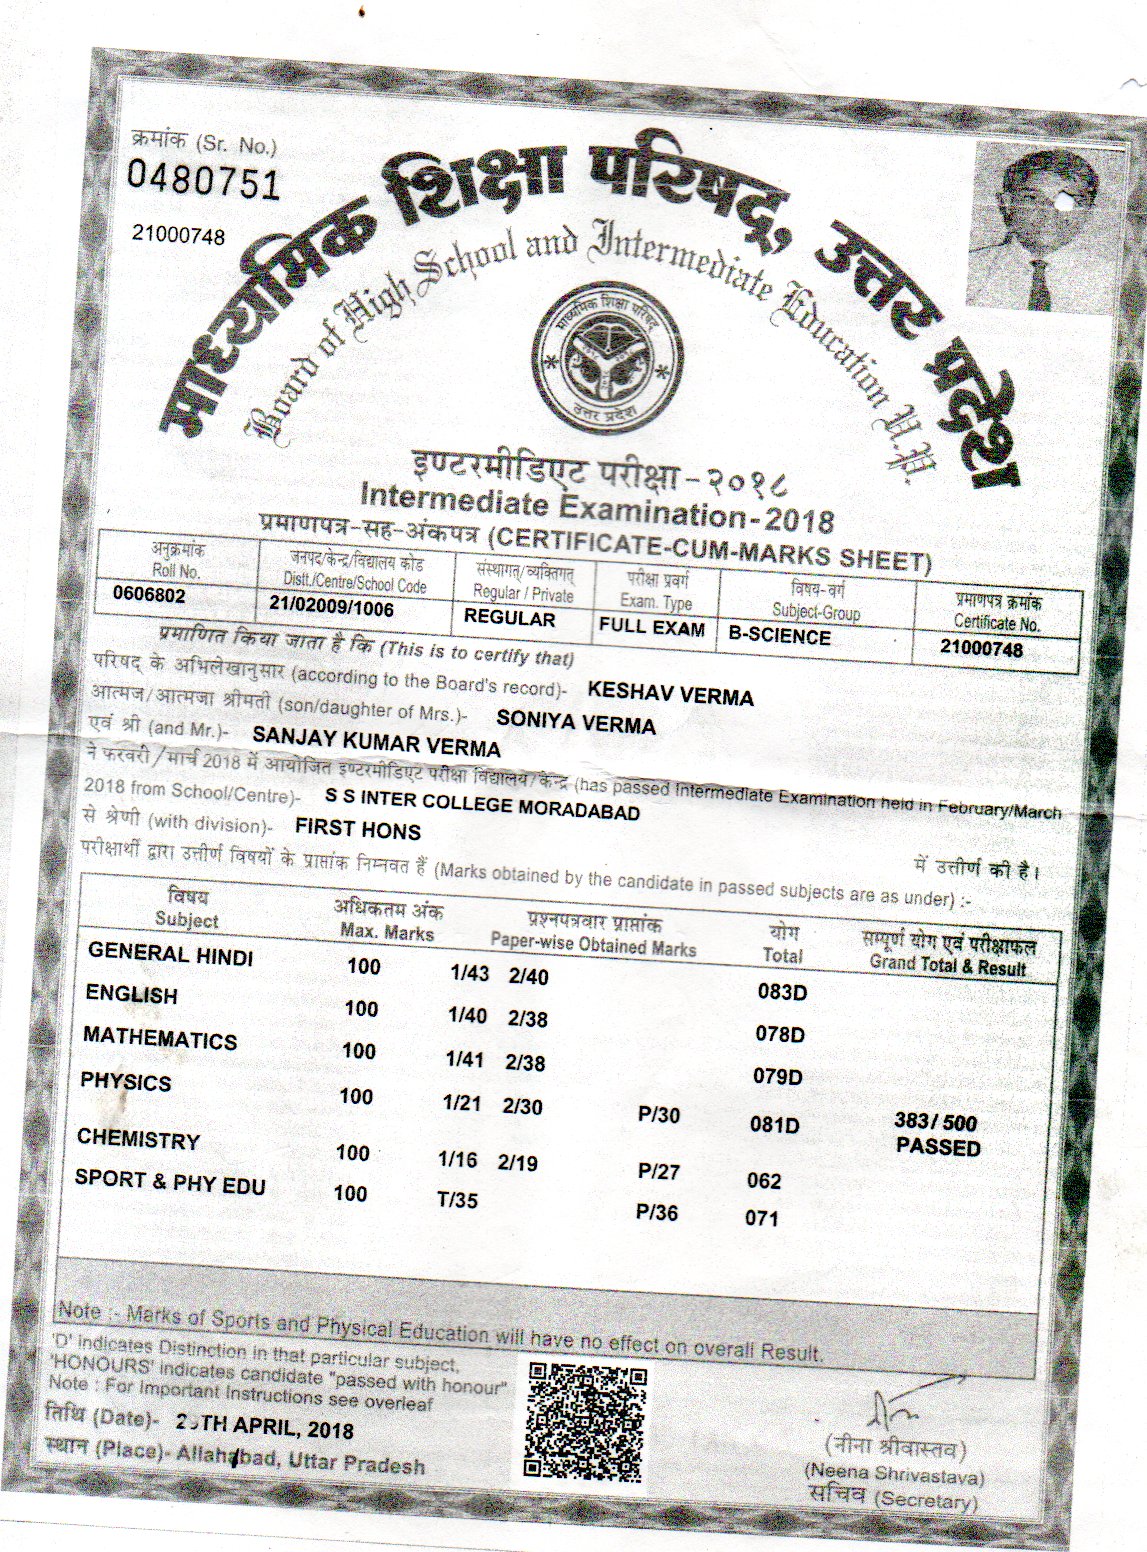 क्रमांक (Sr. No.)
0480751
21000748
माध्यमिक शिक्षा परिषद्, उत्तर प्रदेश
Board of High School and Intermediate Education U.P.
माध्यमिक शिक्षा परिषद्
उत्तर प्रदेश
इण्टरमीडिएट परीक्षा-२०१८
Intermediate Examination-2018
प्रमाणपत्र-सह-अंकपत्र (CERTIFICATE-CUM-MARKS SHEET)
अनुक्रमांक जनपद/केन्द्र/विद्यालय कोड संस्थागत्/व्यक्तिगत् परीक्षा प्रवर्ग विषय-वर्ग प्रमाणपत्र क्रमांक
Roll No. Distt./Centre/School Code Regular / Private Exam. Type Subject-Group Certificate No.
0606802 21/02009/1006 REGULAR FULL EXAM B-SCIENCE 21000748
प्रमाणित किया जाता है कि (This is to certify that)
परिषद् के अभिलेखानुसार (according to the Board's record)- KESHAV VERMA
आत्मज/आत्मजा श्रीमती (son/daughter of Mrs.)- SONIYA VERMA
एवं श्री (and Mr.)- SANJAY KUMAR VERMA
ने फरवरी/मार्च 2018 में आयोजित इण्टरमीडिएट परीक्षा विद्यालय/केन्द्र (has passed Intermediate Examination held in February/March
2018 from School/Centre)- S S INTER COLLEGE MORADABAD
से श्रेणी (with division)- FIRST HONS में उत्तीर्ण की है।
परीक्षार्थी द्वारा उत्तीर्ण विषयों के प्राप्तांक निम्नवत हैं (Marks obtained by the candidate in passed subjects are as under) :-
विषय अधिकतम अंक प्रश्नपत्रवार प्राप्तांक योग सम्पूर्ण योग एवं परीक्षाफल
Subject Max. Marks Paper-wise Obtained Marks Total Grand Total & Result
GENERAL HINDI 100 1/43 2/40 083D
ENGLISH 100 1/40 2/38 078D
MATHEMATICS 100 1/41 2/38 079D
PHYSICS 100 1/21 2/30 P/30 081D 383/500
PASSED
CHEMISTRY 100 1/16 2/19 P/27 062
SPORT & PHY EDU 100 T/35 P/36 071
Note :- Marks of Sports and Physical Education will have no effect on overall Result.
'D' indicates Distinction in that particular subject.
'HONOURS' indicates candidate "passed with honour"
Note : For Important Instructions see overleaf
तिथि (Date)- APRIL, 2018
स्थान (Place)- Allahabad, Uttar Pradesh
(नीना श्रीवास्तव)
(Neena Shrivastava)
सचिव (Secretary)